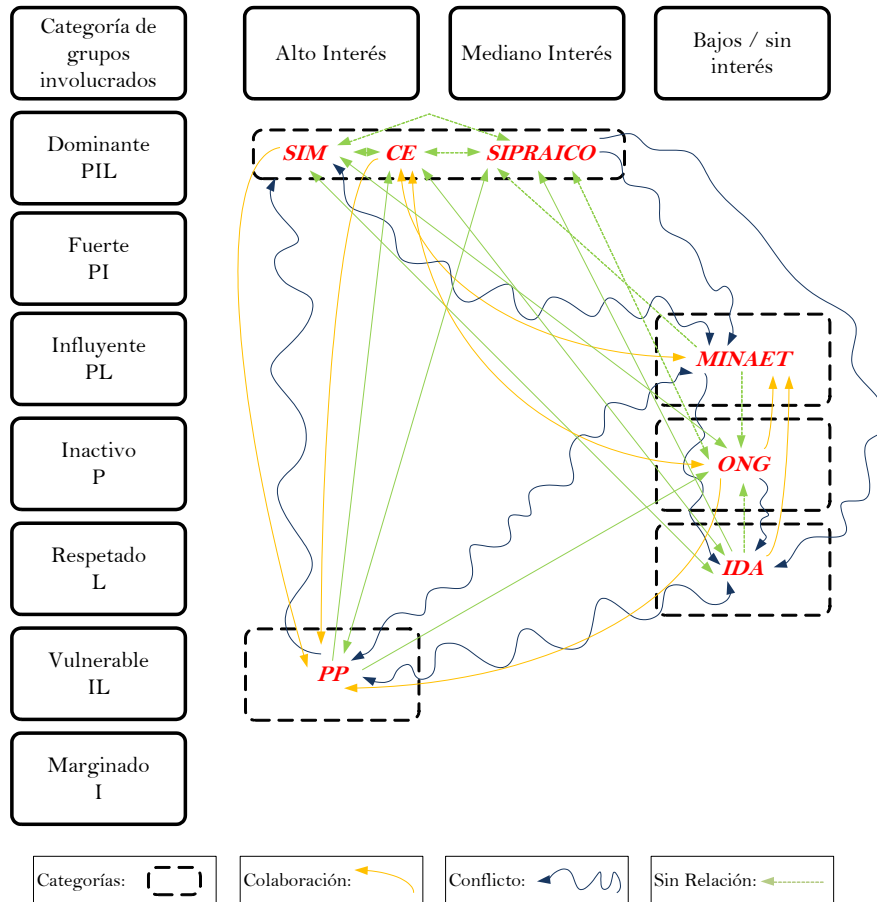 Categoría de
grupos
involucrados
Alto Interés
Mediano Interés
Bajos / sin
interés
Dominante
PIL
SIM
CE
SIPRAICO
Fuerte
PI
Influyente
PL
MINAET
Inactivo
P
ONG
Respetado
L
IDA
Vulnerable
IL
PP
Marginado
I
Categorías:
Colaboración:
Conflicto:
Sin Relación: